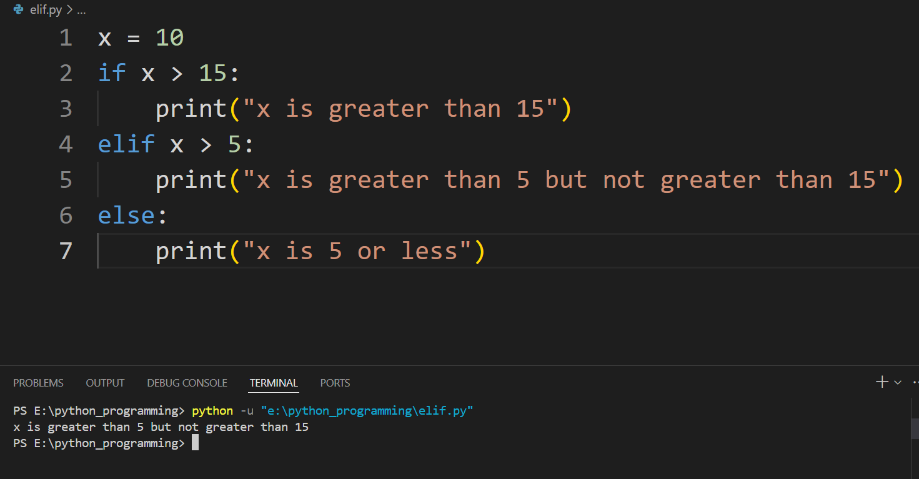 elif.py > ...
1 x = 10
2 if x > 15:
3     print("x is greater than 15")
4 elif x > 5:
5     print("x is greater than 5 but not greater than 15")
6 else:
7     print("x is 5 or less")
PROBLEMS OUTPUT DEBUG CONSOLE TERMINAL PORTS
PS E:\python_programming> python -u "e:\python_programming\elif.py"
x is greater than 5 but not greater than 15
PS E:\python_programming>